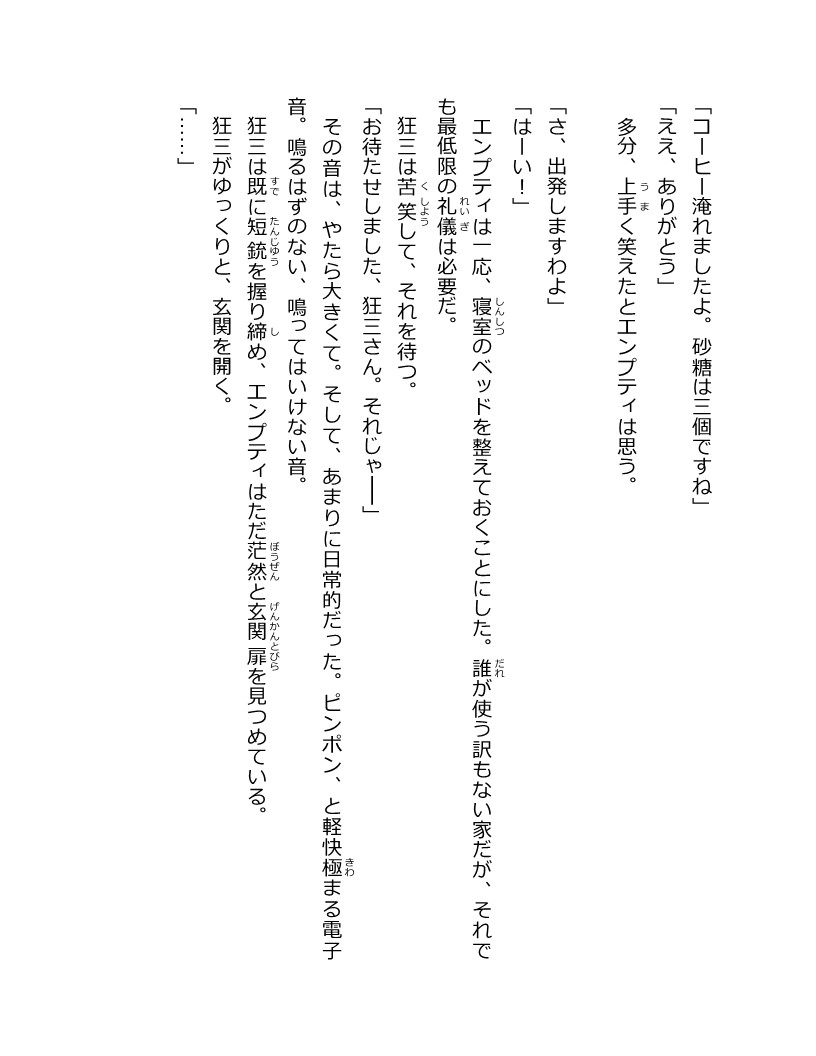 「コーヒー淹れましたよ。砂糖は三個ですね」
「ええ、ありがとう」
多分、上手く笑えたとエンプティは思う。
「さ、出発しますわよ」
「はーい！」
エンプティは一応、寝室のベッドを整えておくことにした。誰が使う訳もない家だが、それで
も最低限の礼儀は必要だ。
狂三は苦笑して、それを待つ。
「お待たせしました、狂三さん。それじゃ――」
その音は、やたら大きくて。そして、あまりに日常的だった。ピンポン、と軽快極まる電子
音。鳴るはずのない、鳴ってはいけない音。
狂三は既に短銃を握り締め、エンプティはただ茫然と玄関扉を見つめている。
狂三がゆっくりと、玄関を開く。
「……」